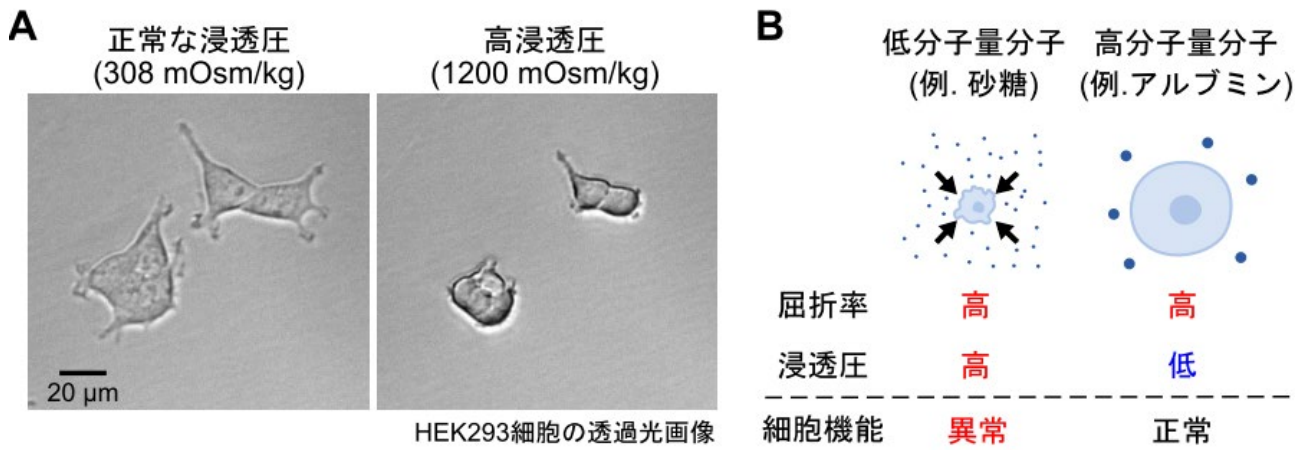 A
正常な浸透圧
(308 mOsm/kg)
高浸透圧
(1200 mOsm/kg)
20 µm
HEK293細胞の透過光画像
B
低分子量分子
(例. 砂糖)
高分子量分子
(例.アルブミン)
屈折率 高 高
浸透圧 高 低
細胞機能 異常 正常